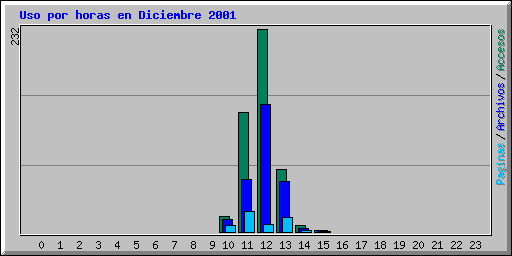 Uso por horas en Diciembre 2001
232
Paginas / Archivos / Accesos
0 1 2 3 4 5 6 7 8 9 10 11 12 13 14 15 16 17 18 19 20 21 22 23